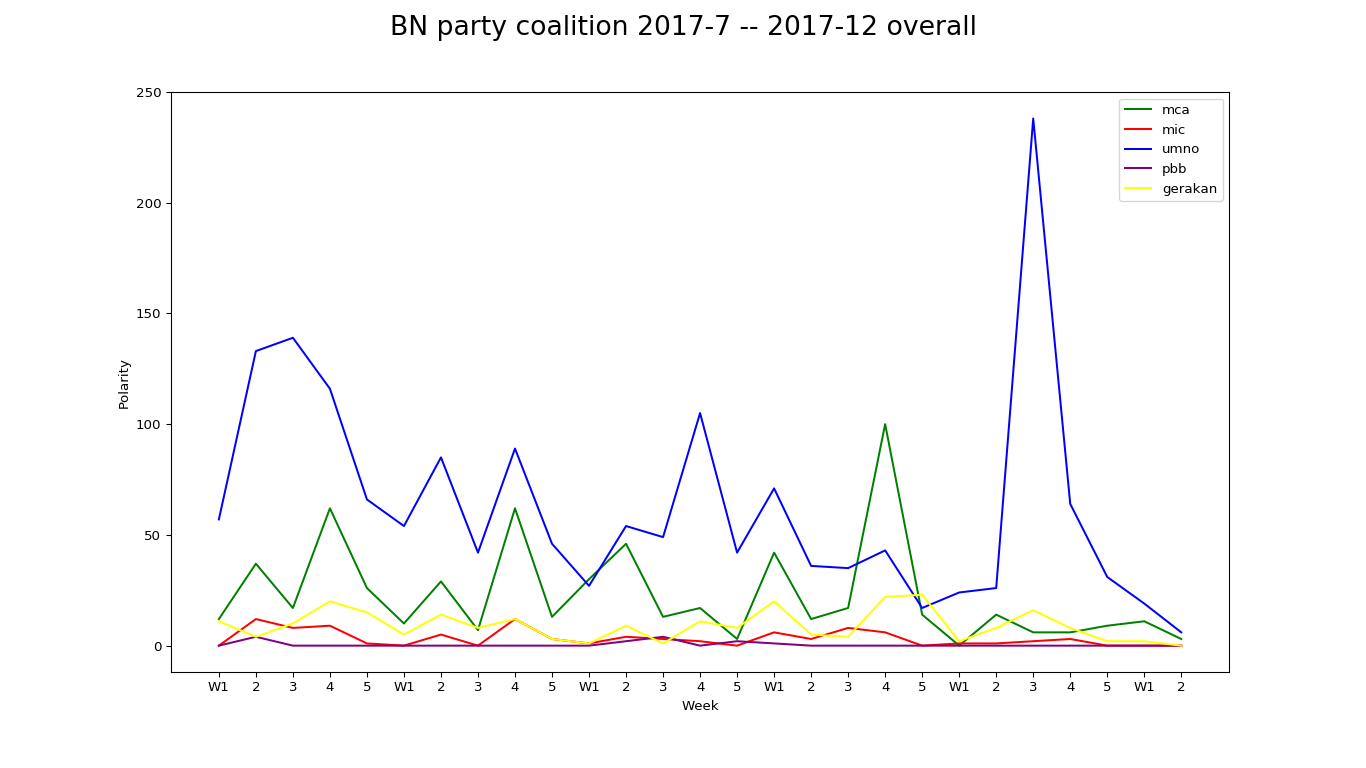 BN party coalition 2017-7 -- 2017-12 overall
250
200
150
100
50
0
Polarity
mca
mic
umno
pbb
gerakan
W1 2 3 4 5 W1 2 3 4 5 W1 2 3 4 5 W1 2 3 4 5 W1 2 3 4 5 W1 2
Week